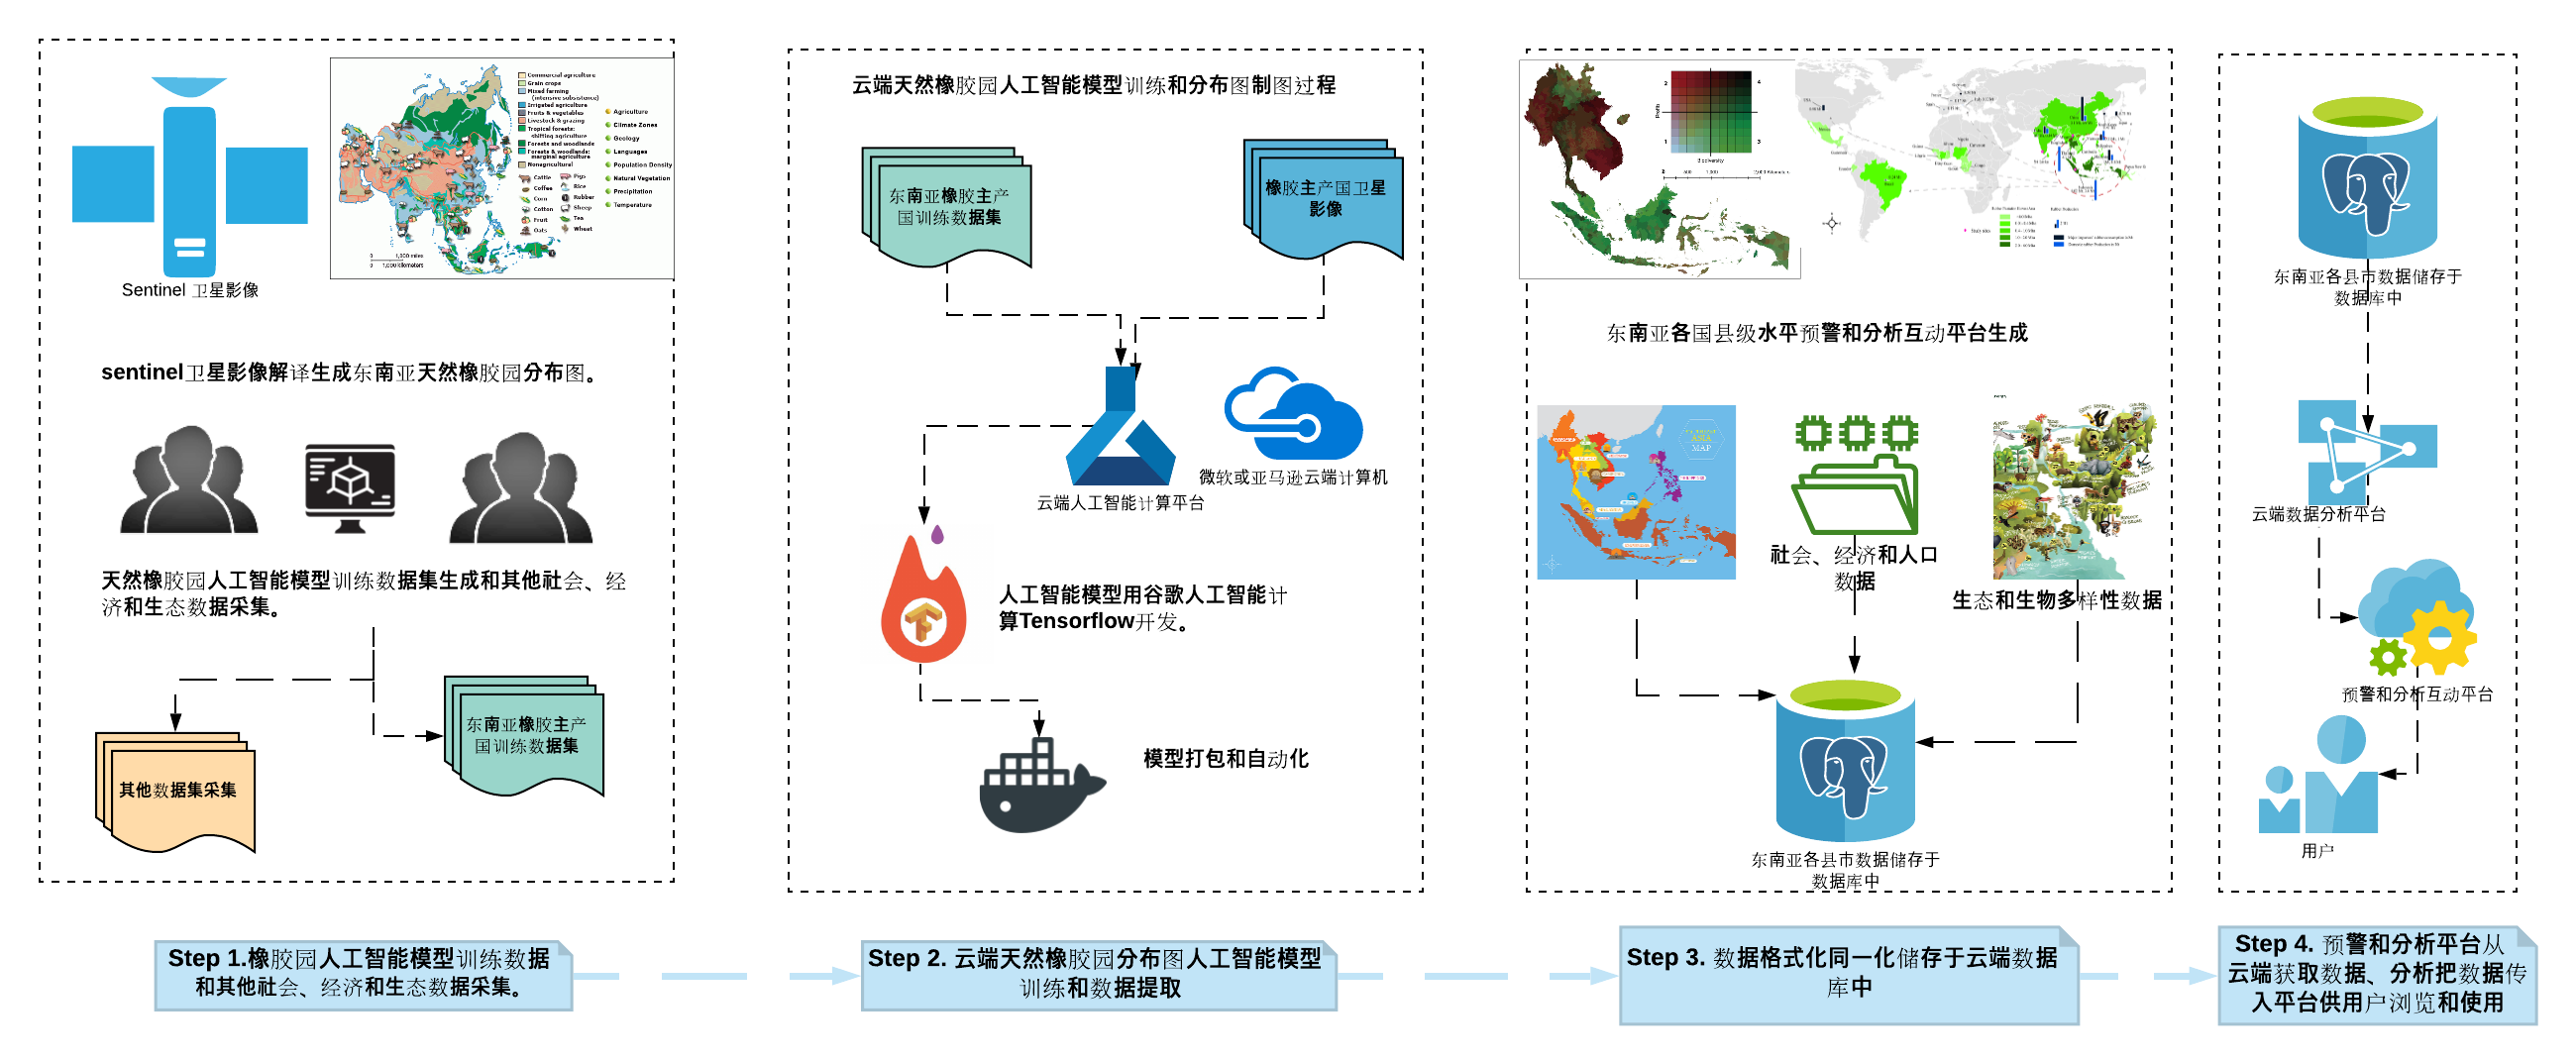 Commercial agriculture
Grain crops
Mixed farming
(intensive subsistence)
Irrigated agriculture
Fruits & vegetables
Livestock & grazing
Tropical forests:
shifting agriculture
Forests and woodlands
Forests & woodlands:
marginal agriculture
Nonagricultural
Cattle
Coffee
Corn
Cotton
Fruit
Oats
Pigs
Rice
Rubber
Sheep
Tea
Wheat
Agriculture
Climate Zones
Geology
Languages
Population Density
Natural Vegetation
Precipitation
Temperature
Sentinel 卫星影像
sentinel卫星影像解译生成东南亚天然橡胶园分布图。
天然橡胶园人工智能模型训练数据集生成和其他社会、经
济和生态数据采集。
其他数据集采集
东南亚橡胶主产
国训练数据集
云端天然橡胶园人工智能模型训练和分布图制图过程
东南亚橡胶主产
国训练数据集
橡胶主产国卫星
影像
云端人工智能计算平台
微软或亚马逊云端计算机
人工智能模型用谷歌人工智能计
算Tensorflow开发。
模型打包和自动化
东南亚各国县级水平预警和分析互动平台生成
ASIA
MAP
社会、经济和人口
数据
生态和生物多样性数据
东南亚各县市数据储存于
数据库中
东南亚各县市数据储存于
数据库中
云端数据分析平台
预警和分析互动平台
用户
Step 1.橡胶园人工智能模型训练数据
和其他社会、经济和生态数据采集。
Step 2. 云端天然橡胶园分布图人工智能模型
训练和数据提取
Step 3. 数据格式化同一化储存于云端数据
库中
Step 4. 预警和分析平台从
云端获取数据、分析把数据传
入平台供用户浏览和使用